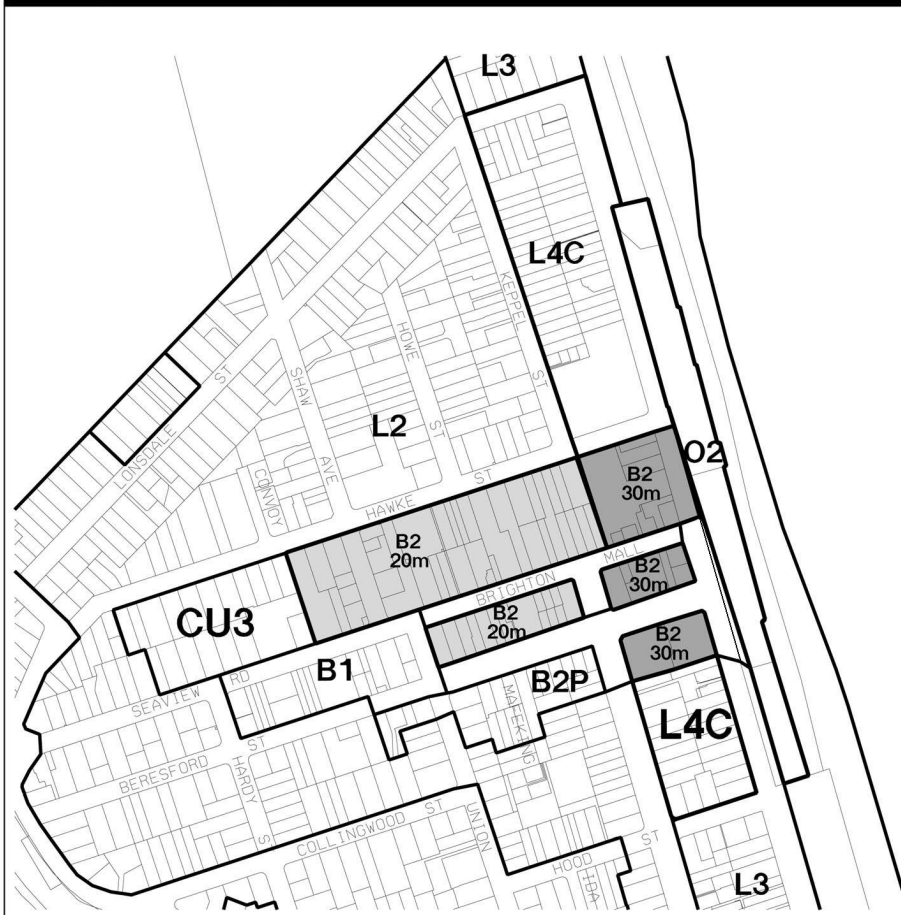 L3
L4C
KEPPEL
ST
HOWE
ST
SHAW
AVE
L2
LONSDALE
ST
CONVOY
HAWKE
ST
O2
B2
30m
B2
20m
MALL
BRIGHTON
B2
30m
B2
20m
B2
30m
CU3
B1
B2P
SEAVIEW
RD
MAFEKING
L4C
BERESFORD
ST
HARDY
S
COLLINGWOOD
ST
UNION
ST
HOOD
IDA
L3